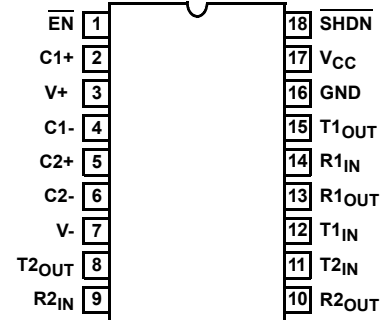 EN 1 18 SHDN
C1+ 2 17 VCC
V+ 3 16 GND
C1- 4 15 T1OUT
C2+ 5 14 R1IN
C2- 6 13 R1OUT
V- 7 12 T1IN
T2OUT 8 11 T2IN
R2IN 9 10 R2OUT